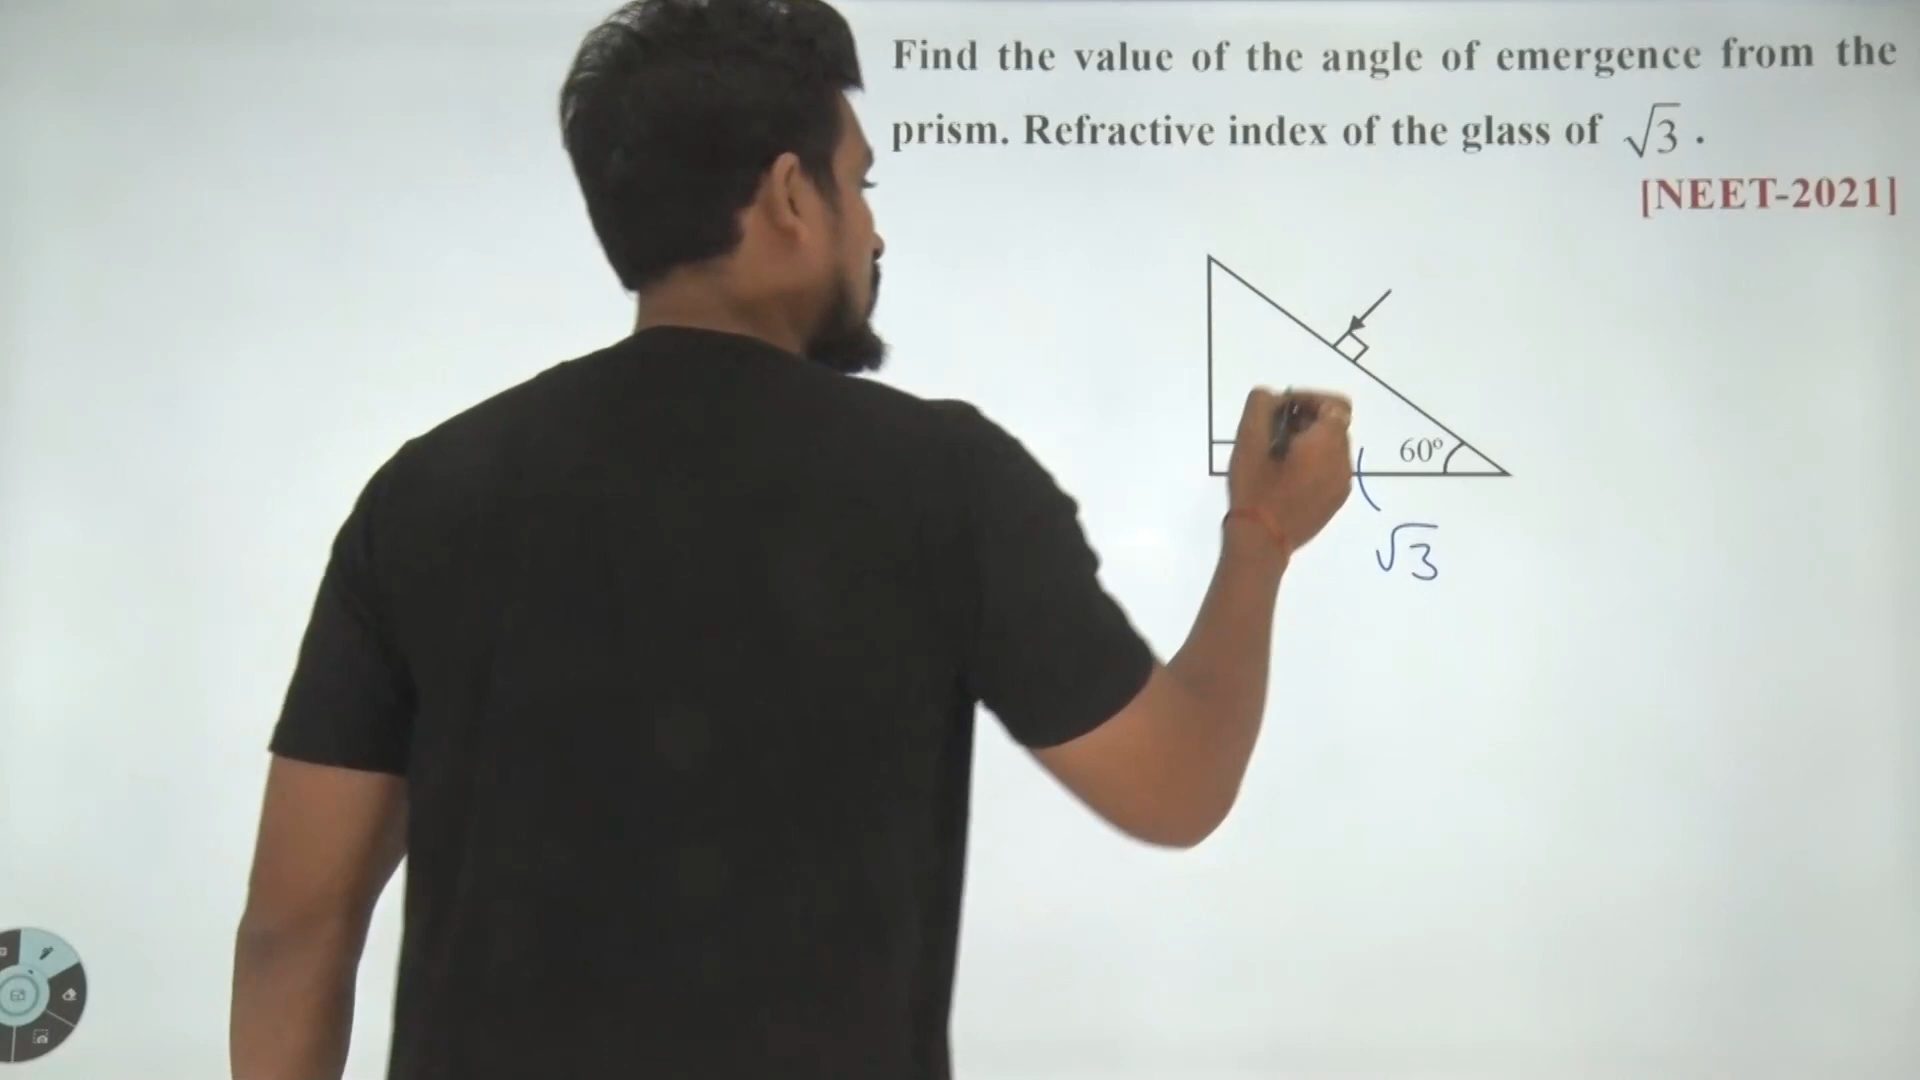 Find the value of the angle of emergence from the
prism. Refractive index of the glass of √3 .
[NEET-2021]
60°
√3